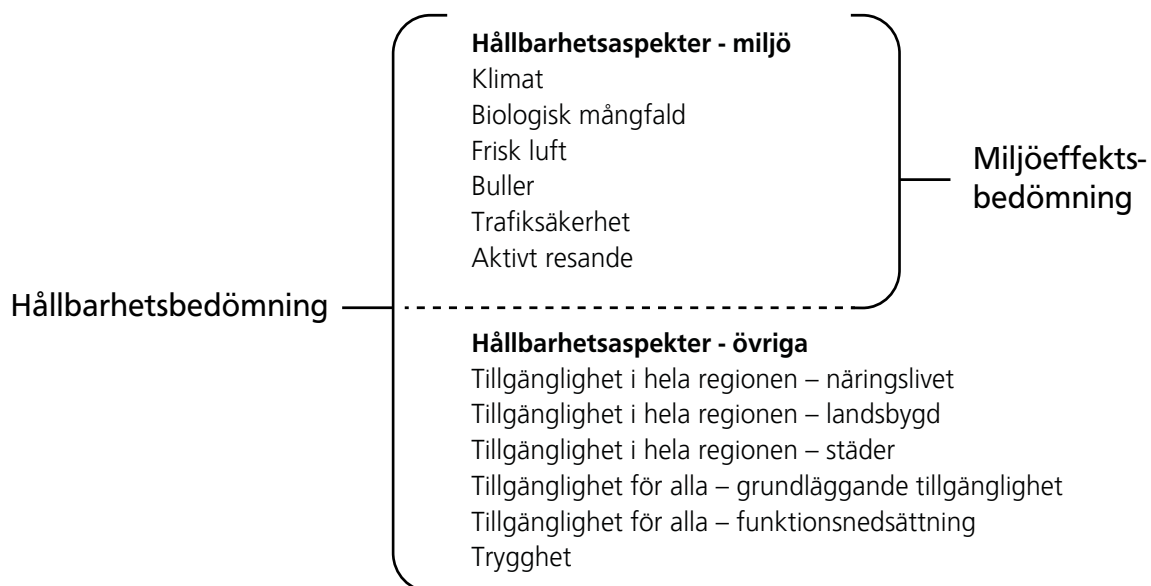 Hållbarhetsaspekter - miljö
Klimat
Biologisk mångfald
Frisk luft
Buller
Trafiksäkerhet
Aktivt resande
Miljöeffekts-
bedömning
Hållbarhetsbedömning
Hållbarhetsaspekter - övriga
Tillgänglighet i hela regionen – näringslivet
Tillgänglighet i hela regionen – landsbygd
Tillgänglighet i hela regionen – städer
Tillgänglighet för alla – grundläggande tillgänglighet
Tillgänglighet för alla – funktionsnedsättning
Trygghet